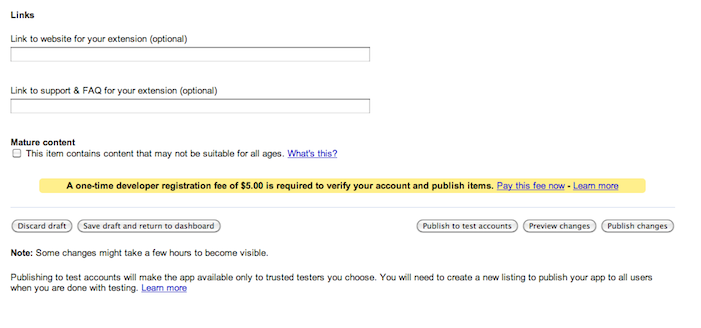 Links
Link to website for your extension (optional)
Link to support & FAQ for your extension (optional)
Mature content
This item contains content that may not be suitable for all ages. What's this?
A one-time developer registration fee of $5.00 is required to verify your account and publish items. Pay this fee now - Learn more
Discard draft Save draft and return to dashboard Publish to test accounts Preview changes Publish changes
Note: Some changes might take a few hours to become visible.
Publishing to test accounts will make the app available only to trusted testers you choose. You will need to create a new listing to publish your app to all users
when you are done with testing. Learn more